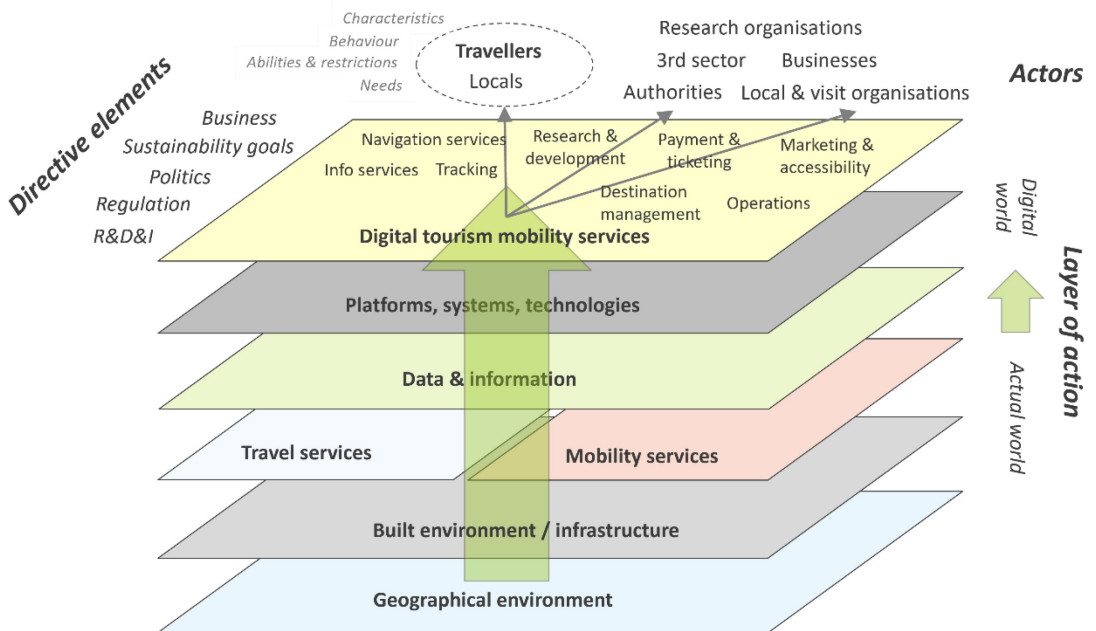 Characteristics
Behaviour
Abilities & restrictions
Needs
Travellers
Locals
Research organisations
3rd sector
Businesses
Authorities
Local & visit organisations
Actors
Directive elements
Business
Sustainability goals
Politics
Regulation
R&D&I
Navigation services
Research &
development
Payment &
ticketing
Marketing &
accessibility
Info services
Tracking
Destination
management
Operations
Digital tourism mobility services
Platforms, systems, technologies
Data & information
Travel services
Mobility services
Built environment / infrastructure
Geographical environment
Digital
world
Actual world
Layer of action